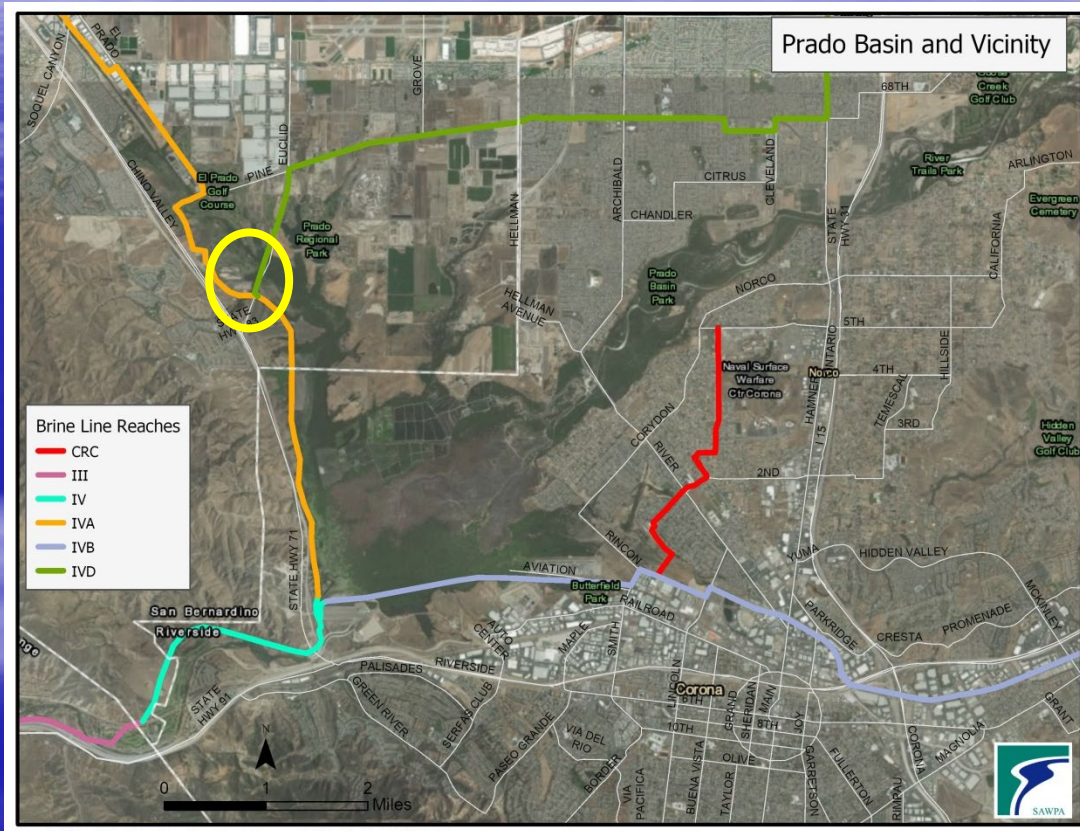 Prado Basin and Vicinity
EL
PRADO
SOQUEL CANYON
GROVE
EUCLID
PINE
CHINO VALLEY
El Prado
Golf
Course
Prado
Regional
Park
STATE
HELLMAN
HELLMAN
AVENUE
ARCHIBALD
CITRUS
CHANDLER
CLEVELAND
68TH
Creek
Golf Club
River
Trails Park
ARLINGTON
Evergreen
Cemetery
STATE
HWY 31
CALIFORNIA
Prado
Basin
Park
NORCO
5TH
Naval Surface
Warfare
Ctr Corona
Norco
HAMNER
ONTARIO
I 15
4TH
HILLSIDE
TEMESCAL
3RD
2ND
Hidden
Valley
Golf Club
CORYDON
RIVER
RINCON
YUMA
HIDDEN VALLEY
Brine Line Reaches
CRC
III
IV
IVA
IVB
IVD
STATE HWY 71
AVIATION
Butterfield
Park
RAILROAD
San Bernardino
Riverside
STATE
HWY 91
AUTO
CENTER
MAPLE
SMITH
PARKRIDGE
CRESTA
PROMENADE
MCKINLEY
PALISADES
RIVERSIDE
GREEN RIVER
SERFAS CLUB
PASEO GRANDE
VIA DEL
RIO
BORDER
VIA
PACIFICA
LINCOLN
Corona
6TH
10TH
BUENA VISTA
TAYLOR
GRAND
SHERIDAN
MAIN
8TH
OLIVE
JOY
GARRETSON
FULLERTON
RIMPAU
CORONA
MAGNOLIA
GRANT
N
0
1
2
Miles
SAWPA